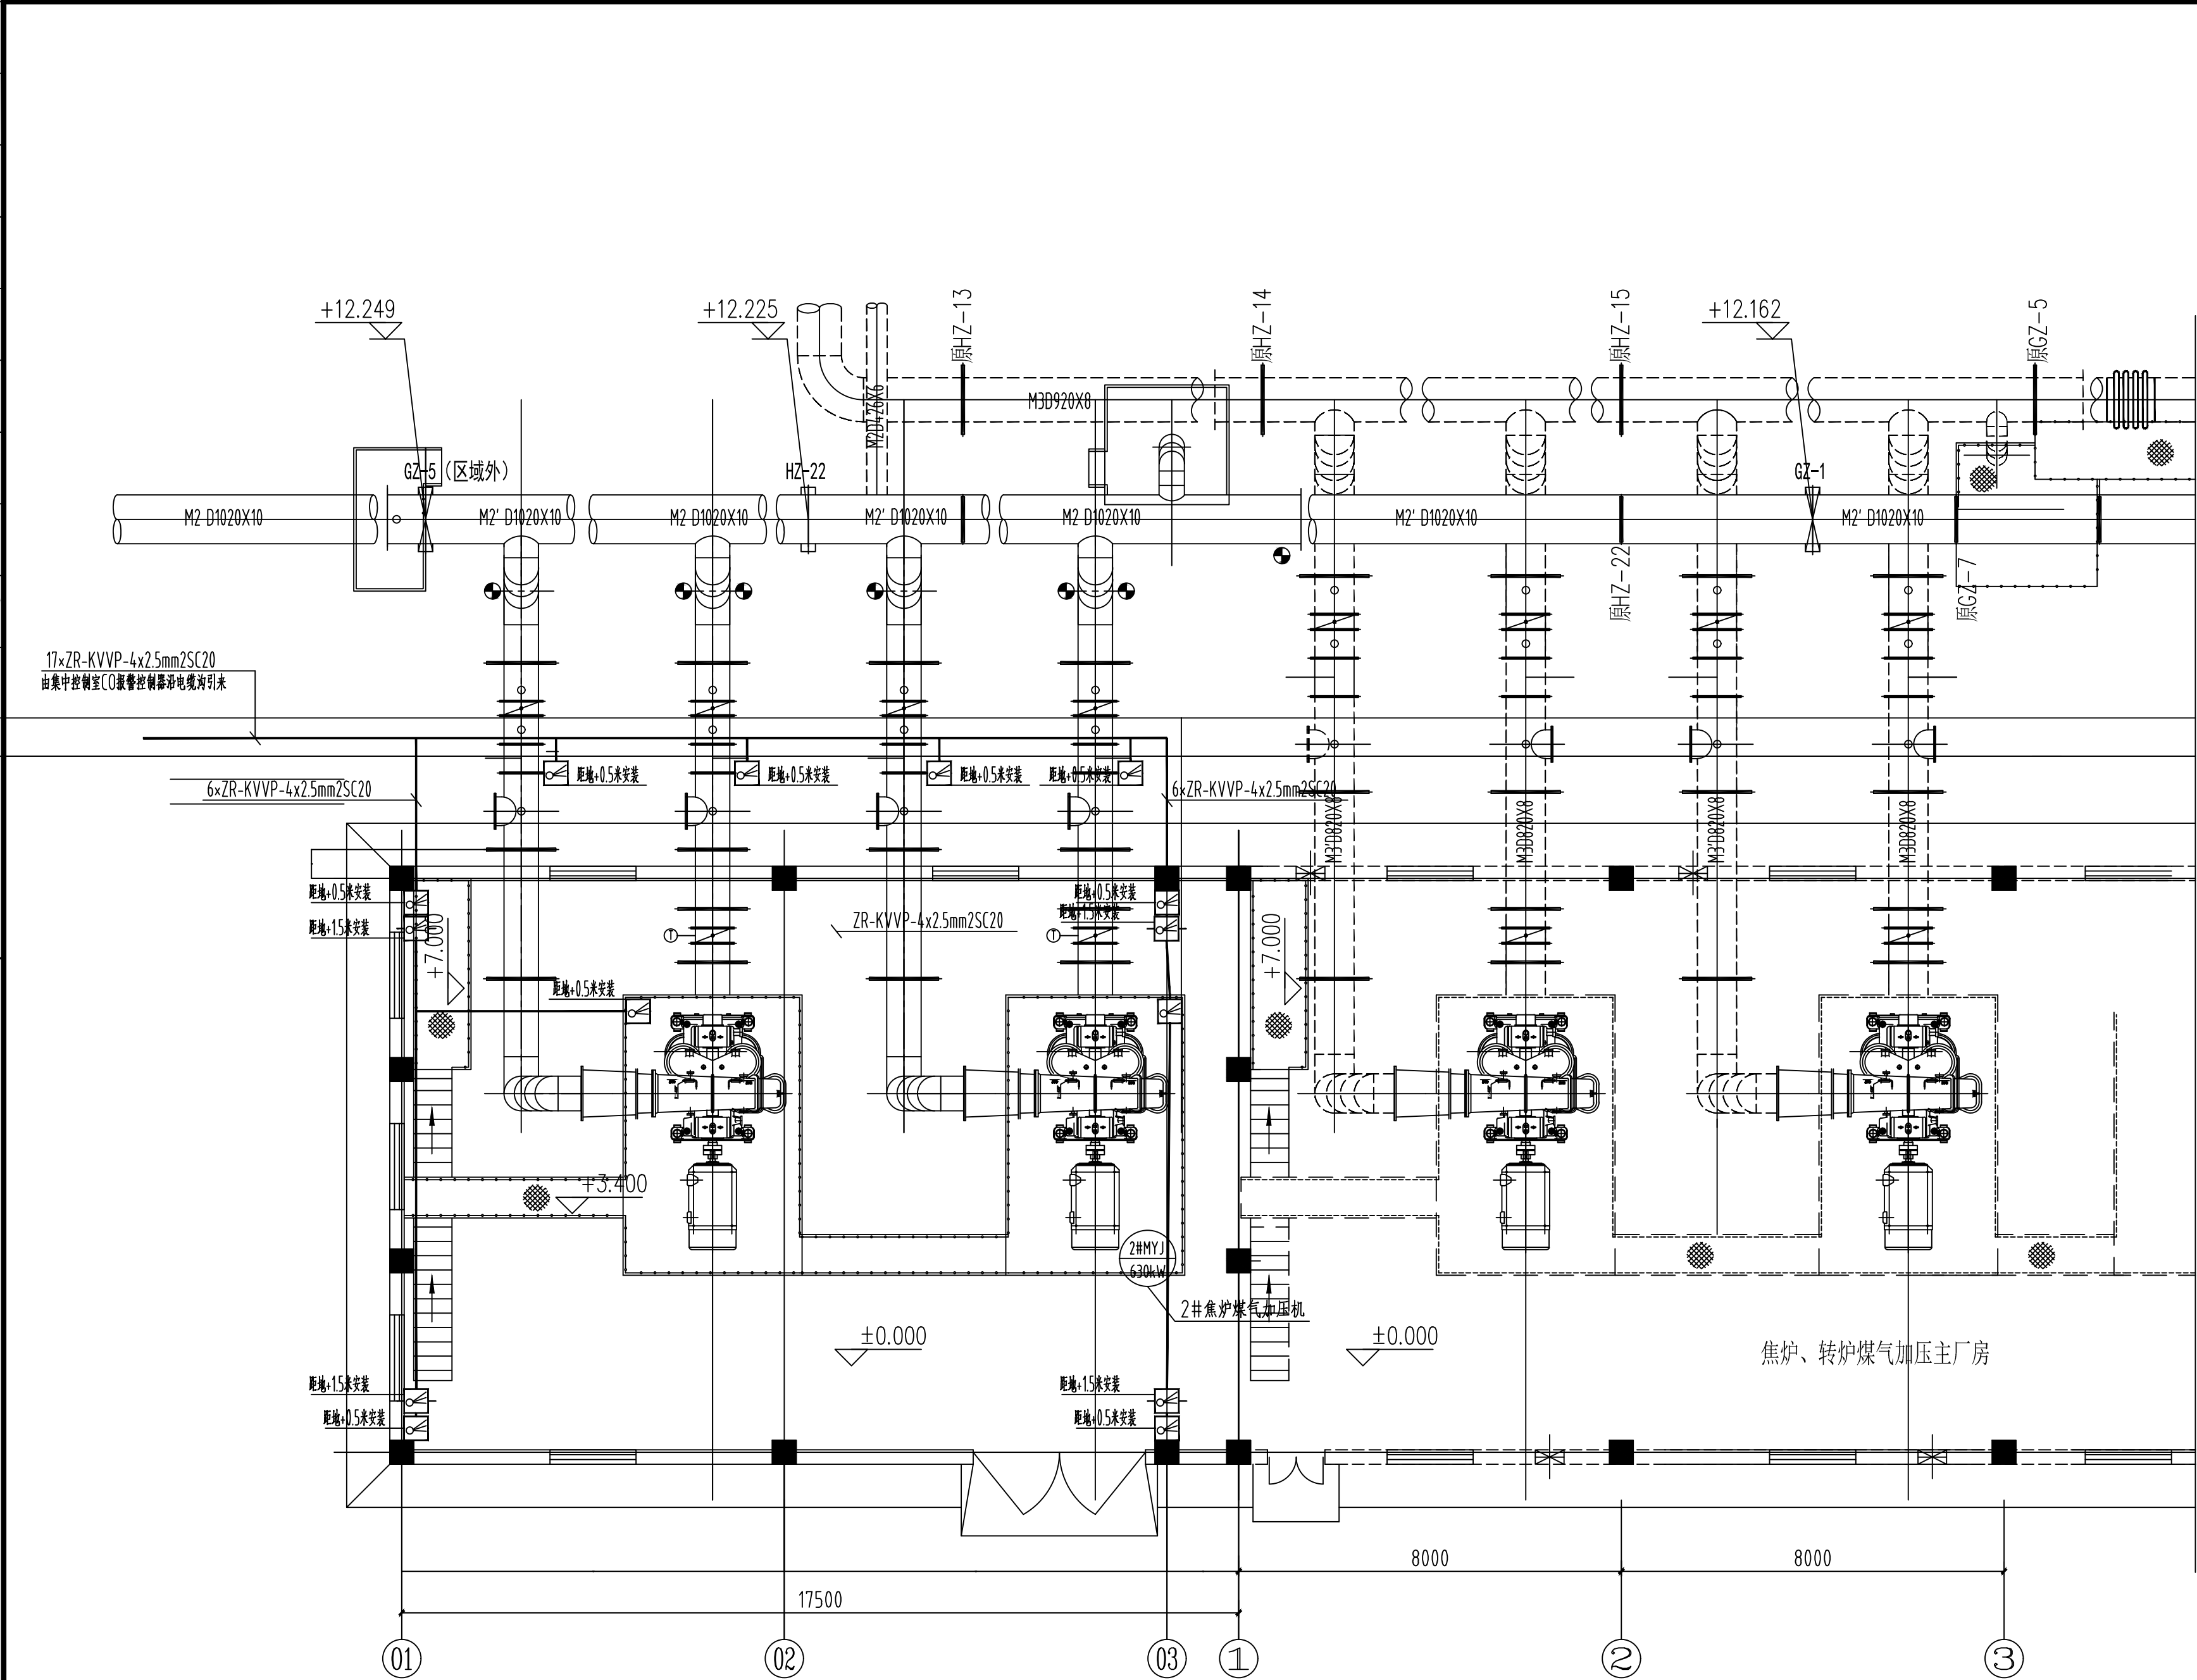 +12.249
+12.225
原HZ-13
原HZ-14
原HZ-15
+12.162
原GZ-5
M2D426X6
M3D920X8
GZ-5（区域外）
HZ-22
GZ-1
M2 D1020X10
M2' D1020X10
M2 D1020X10
M2' D1020X10
M2 D1020X10
M2' D1020X10
M2' D1020X10
原HZ-22
原GZ-7
17×ZR-KVVP-4x2.5mm2SC20
由集中控制室CO报警控制器沿电缆沟引来
距地+0.5米安装
距地+0.5米安装
距地+0.5米安装
距地+0.5米安装
6×ZR-KVVP-4x2.5mm2SC20
6×ZR-KVVP-4x2.5mm2SC20
M3'D820X8
M3D820X8
M3'D820X8
M3D820X8
距地+0.5米安装
距地+0.5米安装
距地+1.5米安装
距地+1.5米安装
ZR-KVVP-4x2.5mm2SC20
T
T
+7.000
+7.000
距地+0.5米安装
+3.400
2#MYJ
630kW
2#焦炉煤气加压机
±0.000
±0.000
焦炉、转炉煤气加压主厂房
距地+1.5米安装
距地+1.5米安装
距地+0.5米安装
距地+0.5米安装
8000
8000
17500
01
02
03
1
2
3